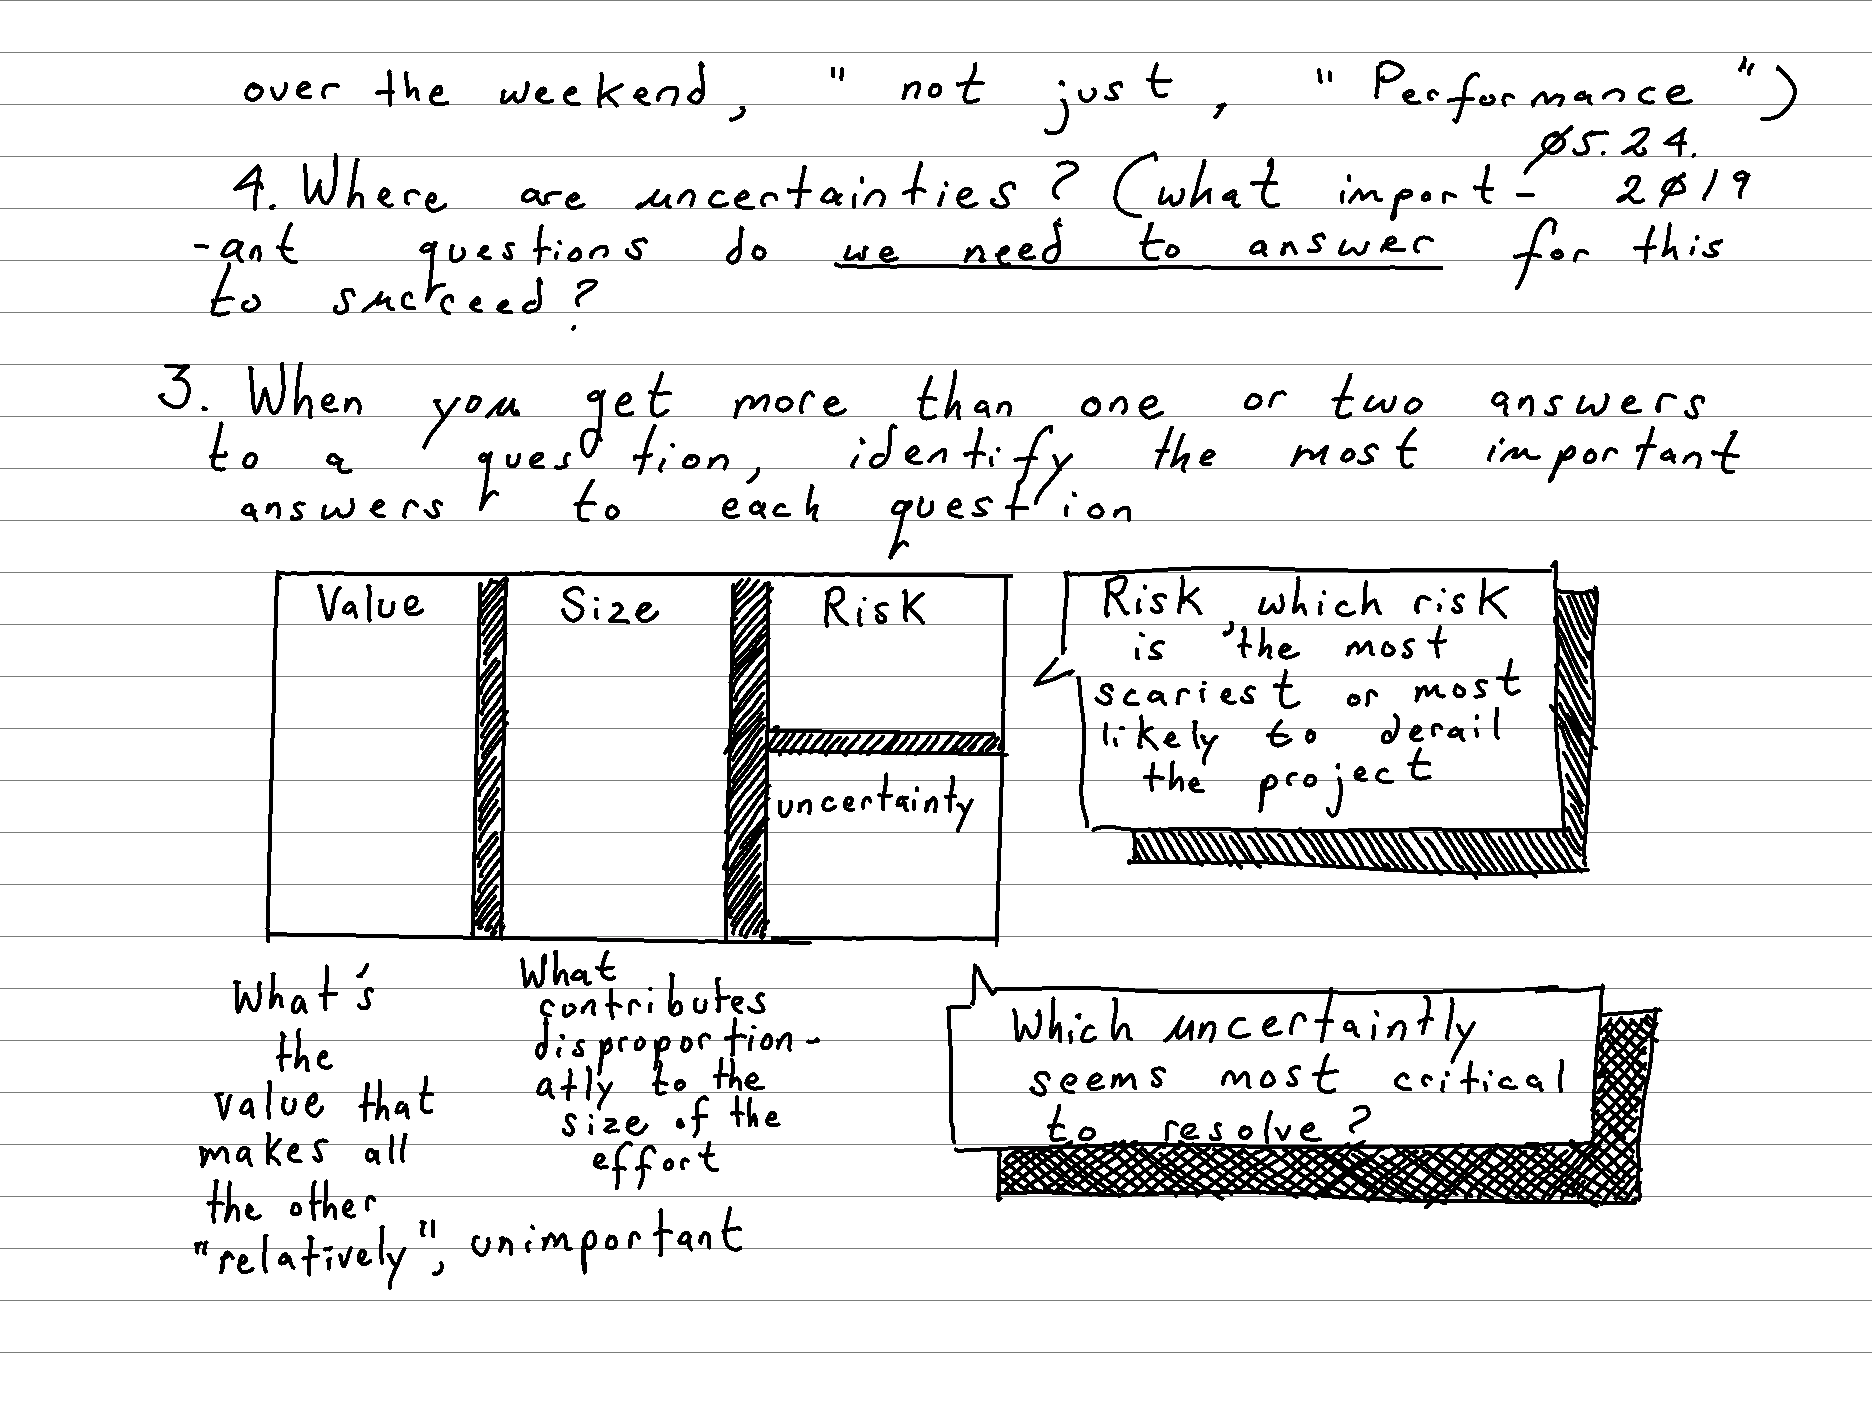 over the weekend, " not just, " Performance ")
Ø5.24.
4. Where are uncertainties? (what import- 2Ø19
-ant questions do we need to answer for this
to succeed?
3. When you get more than one or two answers
to a question, identify the most important
answers to each question
Value Size Risk
uncertainty
Risk, which risk
is the most
scariest or most
likely to derail
the project
What's
the
value that
makes all
the other
"relatively", unimportant
What
contributes
disproportion-
atly to the
size of the
effort
Which uncertaintly
seems most critical
to resolve?